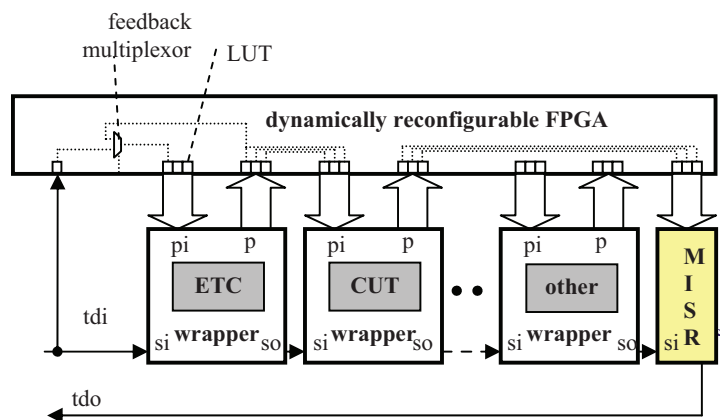 feedback
multiplexor
LUT
dynamically reconfigurable FPGA
pi
p
pi
p
pi
p
ETC
CUT
other
M
I
S
R
tdi
si
wrapper
so
si
wrapper
so
si
wrapper
so
si
s
tdo